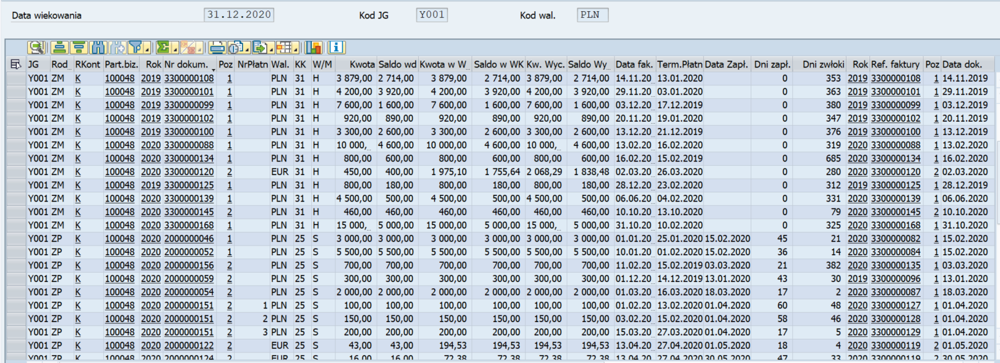 Data wiekowania 31.12.2020 Kod JG Y001 Kod wal. PLN
JG Rod RKont Part.biz. Rok Nr dokum. Poz NrPłatn Wal. KK W/M Kwota Saldo wd Kwota w W... Saldo w WK Kw. Wyc. Saldo Wy... Data fak. Term.Płatn Data Zapł. Dni zapł. Dni zwłoki Rok Ref. faktury Poz Data dok.
Y001 ZM K 100048 2019 3300000108 1 PLN 31 H 3 879,00 2 714,00 3 879,00 2 714,00 3 879,00 2 714,00 14.11.20... 13.01.2020 0 353 2019 3300000108 1 14.11.2019
Y001 ZM K 100048 2019 3300000101 1 PLN 31 H 4 200,00 3 920,00 4 200,00 3 920,00 4 200,00 3 920,00 29.11.20... 03.01.2020 0 363 2019 3300000101 1 29.11.2019
Y001 ZM K 100048 2019 3300000099 1 PLN 31 H 7 600,00 1 600,00 7 600,00 1 600,00 7 600,00 1 600,00 03.12.20... 17.12.2019 0 380 2019 3300000099 1 03.12.2019
Y001 ZM K 100048 2019 3300000102 1 PLN 31 H 920,00 890,00 920,00 890,00 920,00 890,00 20.11.20... 19.01.2020 0 347 2019 3300000102 1 20.11.2019
Y001 ZM K 100048 2019 3300000100 1 PLN 31 H 3 300,00 2 600,00 3 300,00 2 600,00 3 300,00 2 600,00 13.12.20... 21.12.2019 0 376 2019 3300000100 1 13.12.2019
Y001 ZM K 100048 2020 3300000088 1 PLN 31 H 10 000,... 4 600,00 10 000,00 4 600,00 10 000,... 4 600,00 13.02.20... 16.02.2020 0 319 2020 3300000088 1 13.02.2020
Y001 ZM K 100048 2020 3300000134 1 PLN 31 H 800,00 600,00 800,00 600,00 800,00 600,00 16.02.20... 15.02.2019 0 685 2020 3300000134 1 16.02.2020
Y001 ZM K 100048 2020 3300000120 2 EUR 31 H 450,00 400,00 1 975,10 1 755,64 2 068,29 1 838,48 02.03.20... 26.03.2020 0 280 2020 3300000120 2 02.03.2020
Y001 ZM K 100048 2019 3300000125 1 PLN 31 H 800,00 180,00 800,00 180,00 800,00 180,00 28.12.20... 23.02.2020 0 312 2019 3300000125 1 28.12.2019
Y001 ZM K 100048 2020 3300000139 1 PLN 31 H 4 500,00 500,00 4 500,00 500,00 4 500,00 500,00 06.06.20... 04.02.2020 0 331 2020 3300000139 1 06.06.2020
Y001 ZM K 100048 2020 3300000145 2 PLN 31 H 460,00 460,00 460,00 460,00 460,00 460,00 10.10.20... 13.10.2020 0 79 2020 3300000145 2 10.10.2020
Y001 ZM K 100048 2020 3300000168 1 PLN 31 H 15 000,... 5 000,00 15 000,00 5 000,00 15 000,... 5 000,00 31.10.20... 10.02.2020 0 325 2020 3300000168 1 31.10.2020
Y001 ZP K 100048 2020 2000000046 1 PLN 25 S 3 000,00 3 000,00 3 000,00 3 000,00 3 000,00 3 000,00 01.01.20... 25.01.2020 15.02.2020 45 21 2020 3300000082 1 15.02.2020
Y001 ZP K 100048 2020 2000000052 1 PLN 25 S 5 500,00 5 500,00 5 500,00 5 500,00 5 500,00 5 500,00 10.01.20... 01.02.2020 15.02.2020 36 14 2020 3300000084 1 15.02.2020
Y001 ZP K 100048 2020 2000000156 2 PLN 25 S 700,00 700,00 700,00 700,00 700,00 700,00 11.02.20... 15.02.2019 03.03.2020 21 382 2020 3300000135 1 03.03.2020
Y001 ZP K 100048 2020 2000000059 2 PLN 25 S 300,00 300,00 300,00 300,00 300,00 300,00 01.12.20... 14.12.2019 13.01.2020 43 30 2019 3300000096 1 13.01.2020
Y001 ZP K 100048 2020 2000000054 2 PLN 25 S 2 000,00 2 000,00 2 000,00 2 000,00 2 000,00 2 000,00 01.03.20... 16.03.2020 18.03.2020 17 2 2020 3300000087 1 18.03.2020
Y001 ZP K 100048 2020 2000000151 2 1 PLN 25 S 100,00 100,00 100,00 100,00 100,00 100,00 01.02.20... 13.02.2020 01.04.2020 60 48 2020 3300000127 1 01.04.2020
Y001 ZP K 100048 2020 2000000151 2 2 PLN 25 S 150,00 150,00 150,00 150,00 150,00 150,00 03.02.20... 15.02.2020 01.04.2020 58 46 2020 3300000128 1 01.04.2020
Y001 ZP K 100048 2020 2000000151 2 3 PLN 25 S 200,00 200,00 200,00 200,00 200,00 200,00 15.03.20... 27.03.2020 01.04.2020 17 5 2020 3300000129 1 01.04.2020
Y001 ZP K 100048 2020 2000000122 2 EUR 25 S 43,00 43,00 194,53 194,53 194,53 194,53 13.04.20... 27.04.2020 01.05.2020 18 4 2020 3300000119 2 01.05.2020
Y001 ZP K 100048 2020 2000000124 2 EUR 25 S 16,00 16,00 72,38 72,38 72,38 72,38 13.04.20... 27.04.2020 30.05.2020 47 33 2020 3300000119 2 30.05.2020